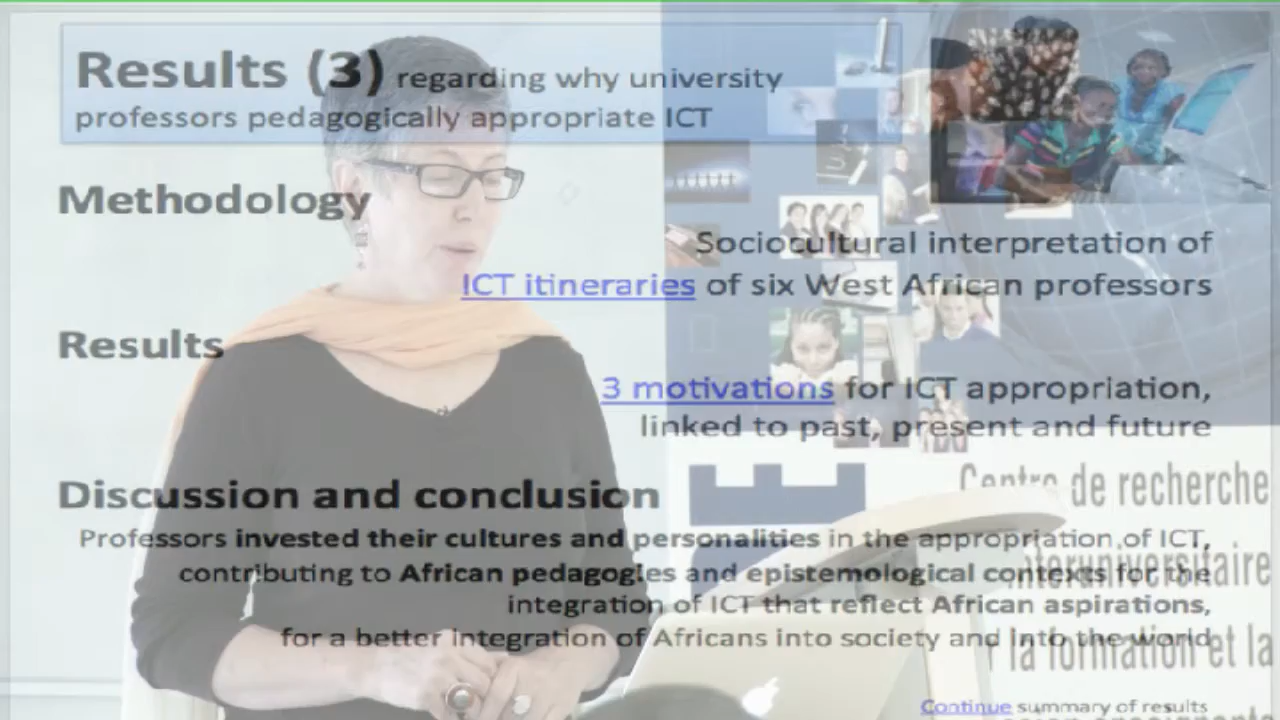 Results (3) regarding why university
professors pedagogically appropriate ICT
Methodology
Sociocultural interpretation of
ICT itineraries of six West African professors
Results
3 motivations for ICT appropriation,
linked to past, present and future
Discussion and conclusion
Professors invested their cultures and personalities in the appropriation of ICT,
contributing to African pedagogies and epistemological contexts for the
integration of ICT that reflect African aspirations,
for a better integration of Africans into society and into the world
Continue summary of results
Centre de recherche
interuniversitaire
la formation et la